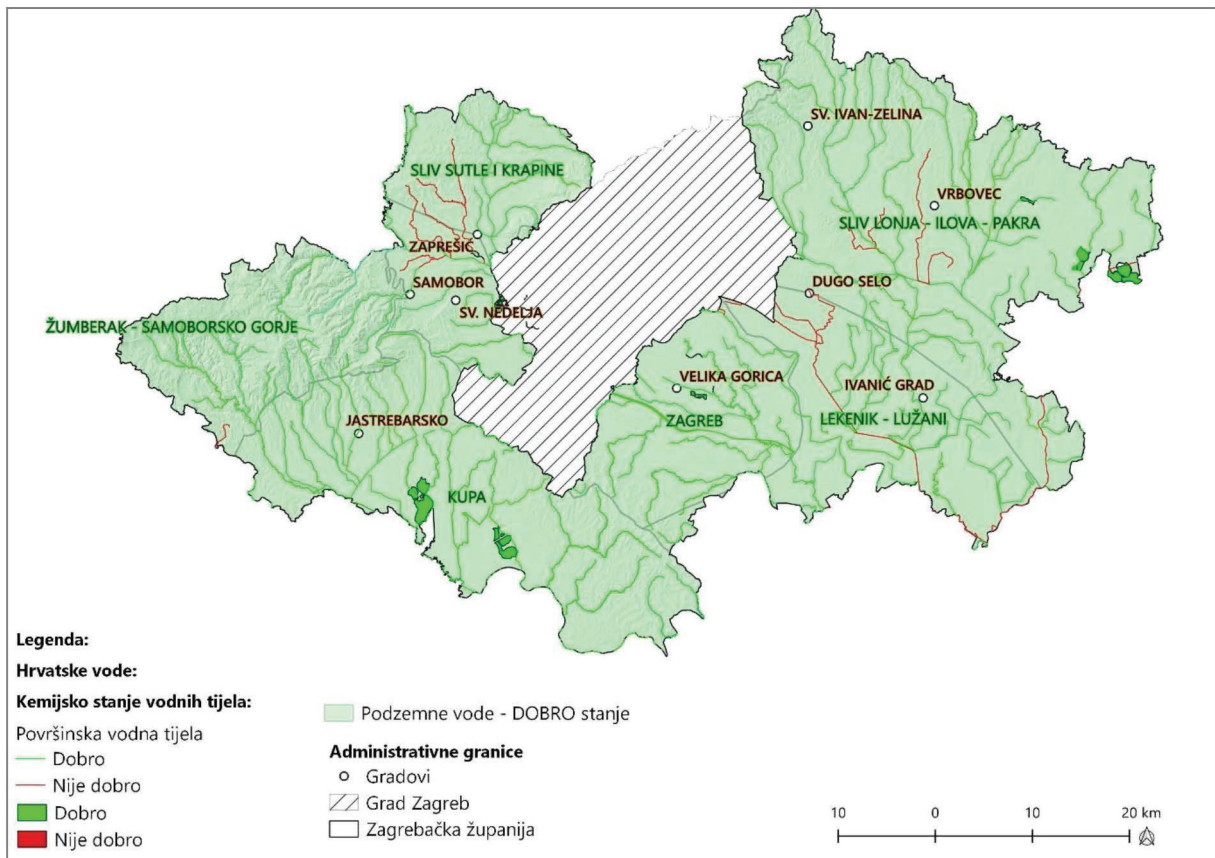 SV. IVAN-ZELINA
SLIV SUTLE I KRAPINE
VRBOVEC
SLIV LONJA - ILOVA - PAKRA
ZAPREŠIĆ
SAMOBOR
DUGO SELO
SV. NEDELJA
ŽUMBERAK - SAMOBORSKO GORJE
VELIKA GORICA
IVANIĆ GRAD
JASTREBARSKO
ZAGREB
LEKENIK - LUŽANI
KUPA
Legenda:
Hrvatske vode:
Kemijsko stanje vodnih tijela:
Površinska vodna tijela
Dobro
Nije dobro
Dobro
Nije dobro
Podzemne vode - DOBRO stanje
Administrativne granice
Gradovi
Grad Zagreb
Zagrebačka županija
10 0 10 20 km